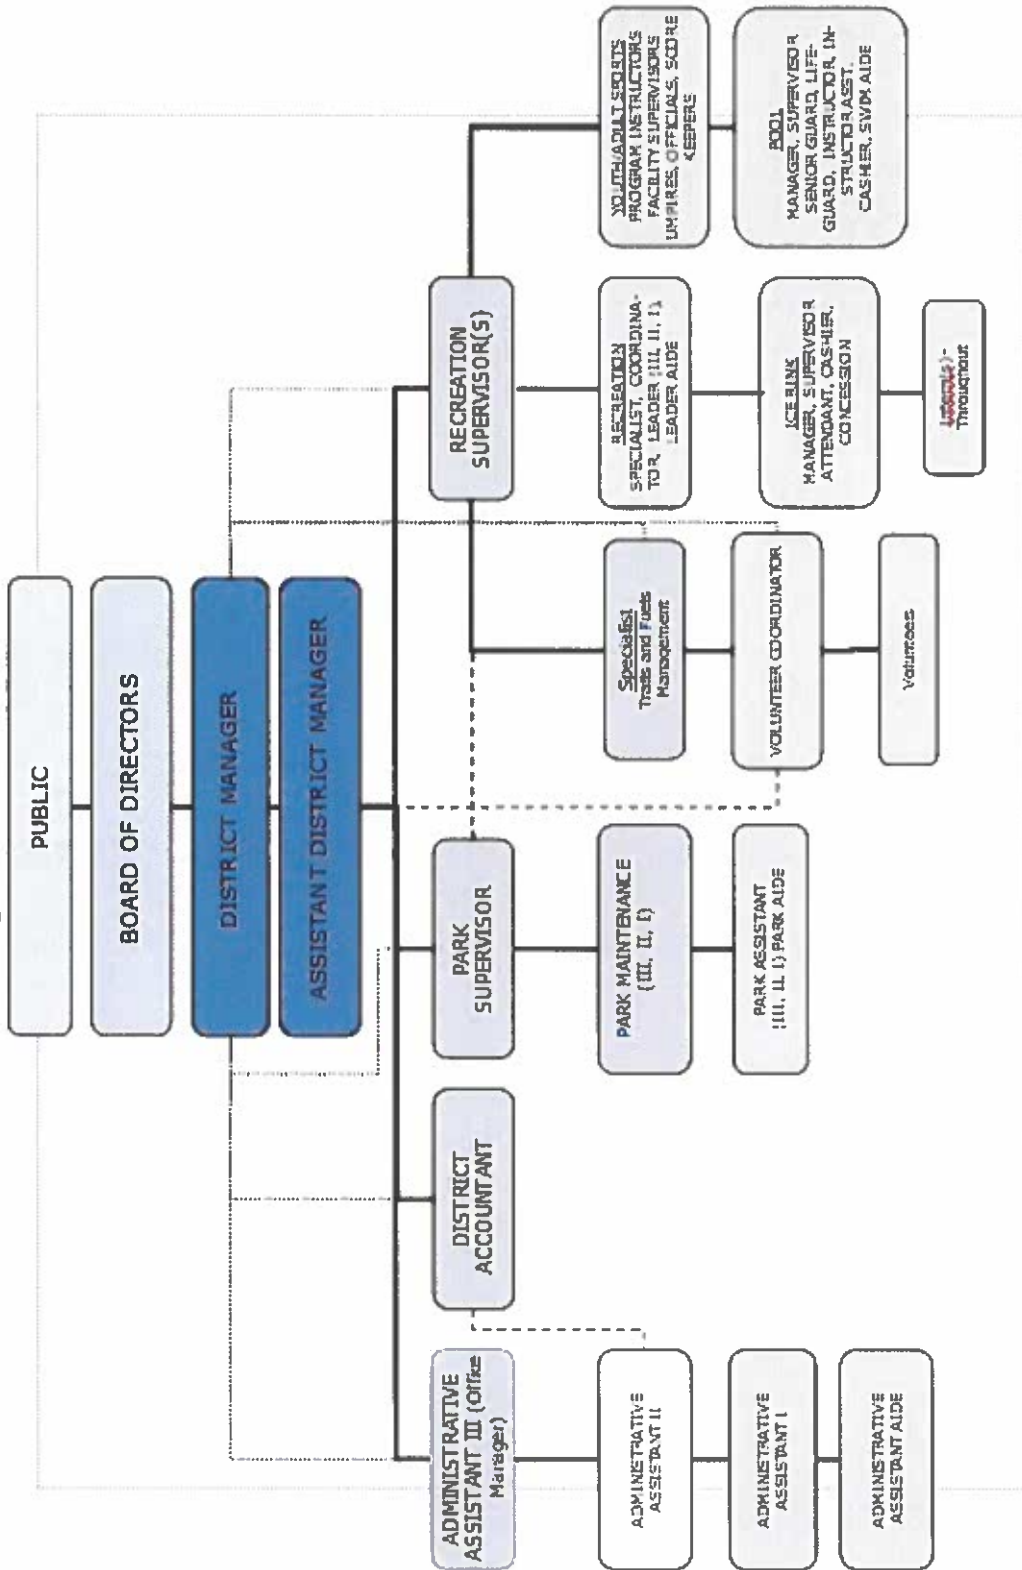 PUBLIC
BOARD OF DIRECTORS
DISTRICT MANAGER
ASSISTANT DISTRICT MANAGER
ADMINISTRATIVE
ASSISTANT III (Office
Manager)
DISTRICT
ACCOUNTANT
PARK
SUPERVISOR
RECREATION
SUPERVISOR(S)
ADMINISTRATIVE
ASSISTANT II
PARK MAINTENANCE
(III, II, I)
Specialist
Trails and Fuels
Management
RECREATION
SPECIALIST, COORDINA-
TOR, LEADER (III, II, I),
LEADER AIDE
YOUTH/ADULT SPORTS
PROGRAM INSTRUCTORS
FACILITY SUPERVISORS
UMPIRES, OFFICIALS, SCORE
KEEPERS
ADMINISTRATIVE
ASSISTANT I
PARK ASSISTANT
(III, II, I) PARK AIDE
VOLUNTEER COORDINATOR
ICE RINK
MANAGER, SUPERVISOR
ATTENDANT, CASHIER,
CONCESSION
POOL
MANAGER, SUPERVISOR
SENIOR GUARD, LIFE-
GUARD, INSTRUCTOR, IN-
STRUCTOR ASST.
CASHIER, SWIM AIDE
ADMINISTRATIVE
ASSISTANT AIDE
Volunteers
Throughout